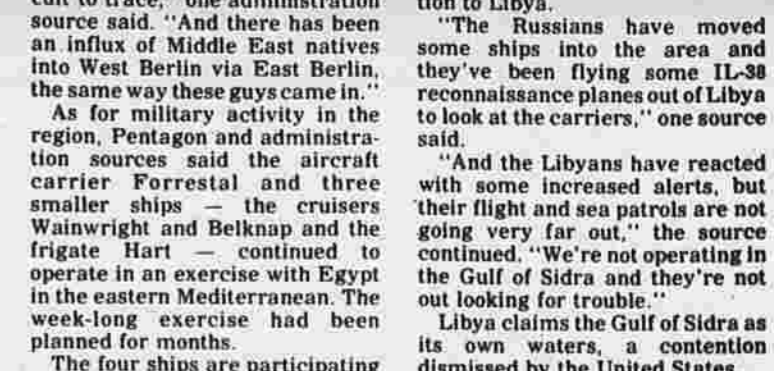 cult to trace," one administration
source said. "And there has been
an influx of Middle East natives
into West Berlin via East Berlin,
the same way these guys came in."
As for military activity in the
region, Pentagon and administra-
tion sources said the aircraft
carrier Forrestal and three
smaller ships — the cruisers
Wainwright and Belknap and the
frigate Hart — continued to
operate in an exercise with Egypt
in the eastern Mediterranean. The
week-long exercise had been
planned for months.
The four ships are participating
tion to Libya.
"The Russians have moved
some ships into the area and
they've been flying some IL-38
reconnaissance planes out of Libya
to look at the carriers," one source
said.
"And the Libyans have reacted
with some increased alerts, but
their flight and sea patrols are not
going very far out," the source
continued. "We're not operating in
the Gulf of Sidra and they're not
out looking for trouble."
Libya claims the Gulf of Sidra as
its own waters, a contention
dismissed by the United States.